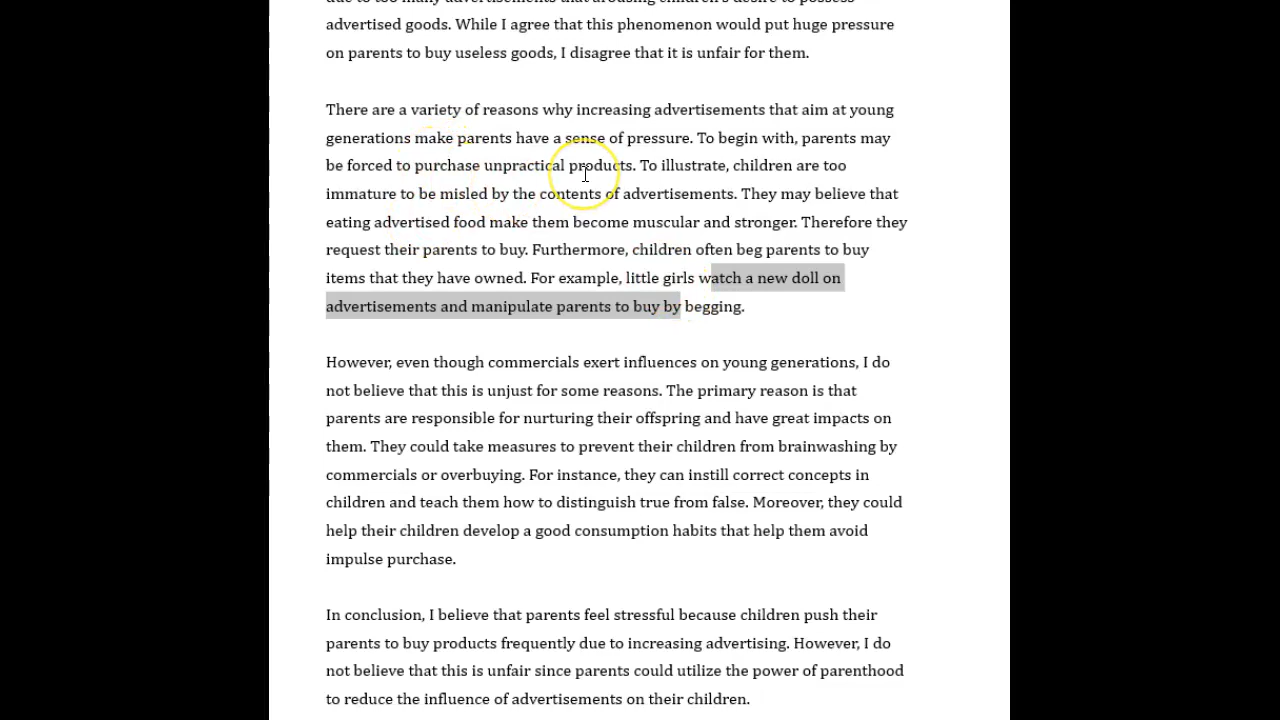 due to too many advertisements that arousing children's desire to possess
advertised goods. While I agree that this phenomenon would put huge pressure
on parents to buy useless goods, I disagree that it is unfair for them.
There are a variety of reasons why increasing advertisements that aim at young
generations make parents have a sense of pressure. To begin with, parents may
be forced to purchase unpractical products. To illustrate, children are too
immature to be misled by the contents of advertisements. They may believe that
eating advertised food make them become muscular and stronger. Therefore they
request their parents to buy. Furthermore, children often beg parents to buy
items that they have owned. For example, little girls watch a new doll on
advertisements and manipulate parents to buy by begging.
However, even though commercials exert influences on young generations, I do
not believe that this is unjust for some reasons. The primary reason is that
parents are responsible for nurturing their offspring and have great impacts on
them. They could take measures to prevent their children from brainwashing by
commercials or overbuying. For instance, they can instill correct concepts in
children and teach them how to distinguish true from false. Moreover, they could
help their children develop a good consumption habits that help them avoid
impulse purchase.
In conclusion, I believe that parents feel stressful because children push their
parents to buy products frequently due to increasing advertising. However, I do
not believe that this is unfair since parents could utilize the power of parenthood
to reduce the influence of advertisements on their children.